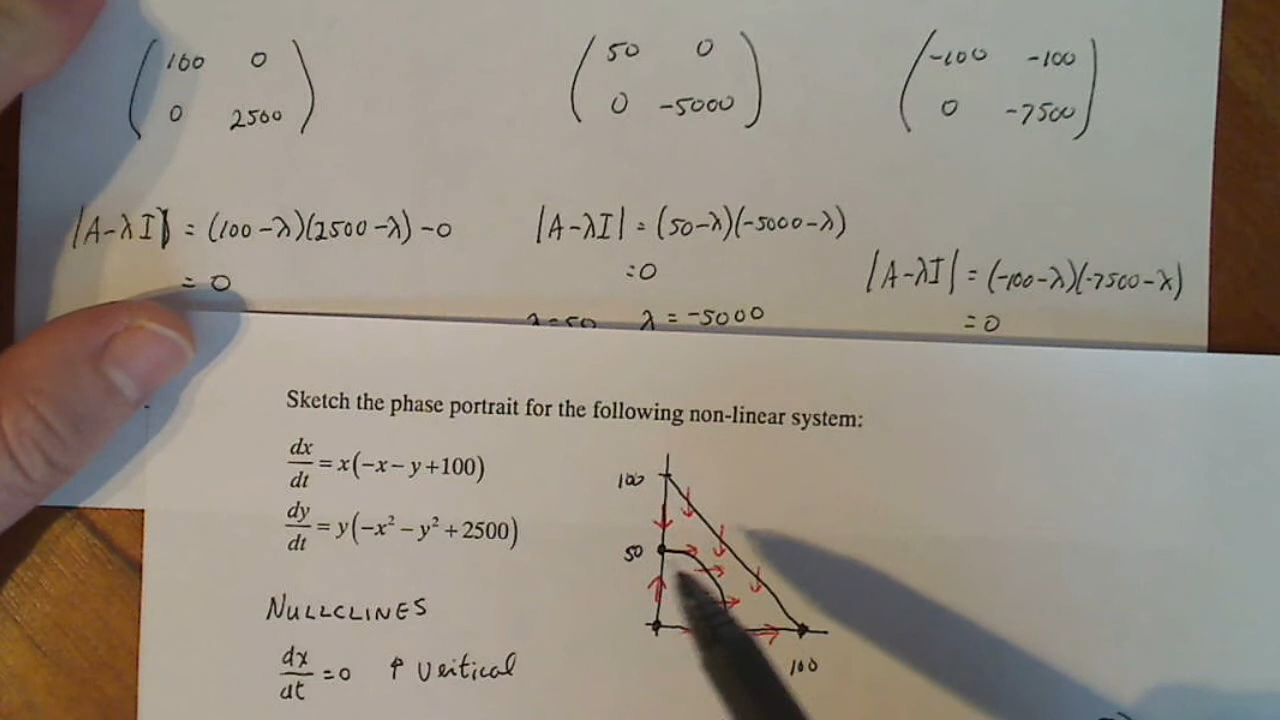 ( 100 0 )
( 0 2500 )
|A-λI| = (100-λ)(2500-λ)-0
= 0
( 50 0 )
( 0 -5000 )
|A-λI| = (50-λ)(-5000-λ)
=0
λ=50 λ = -5000
( -100 -100 )
( 0 -7500 )
|A-λI| = (-100-λ)(-7500-λ)
=0
Sketch the phase portrait for the following non-linear system:
dx/dt = x(-x-y+100)
dy/dt = y(-x²-y²+2500)
NULLCLINES
dx/dt =0 ↑ Vertical
100
50
100